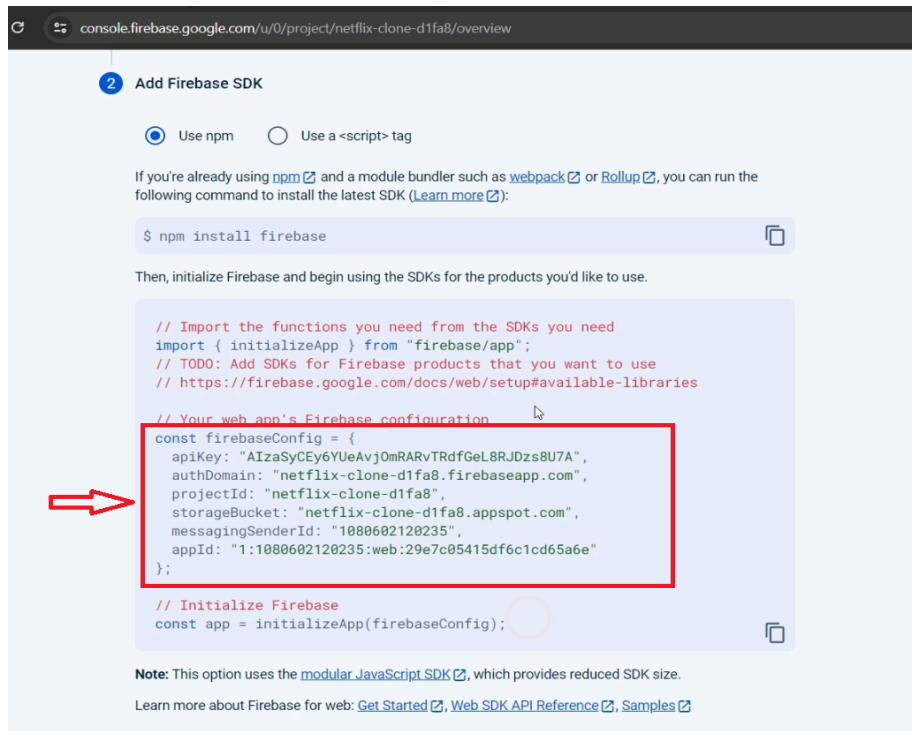 console.firebase.google.com/u/0/project/netflix-clone-d1fa8/overview
2 Add Firebase SDK
Use npm Use a <script> tag
If you're already using npm and a module bundler such as webpack or Rollup, you can run the
following command to install the latest SDK (Learn more):
$ npm install firebase
Then, initialize Firebase and begin using the SDKs for the products you'd like to use.
// Import the functions you need from the SDKs you need
import { initializeApp } from "firebase/app";
// TODO: Add SDKs for Firebase products that you want to use
// https://firebase.google.com/docs/web/setup#available-libraries
// Your web app's Firebase configuration
const firebaseConfig = {
apiKey: "AIzaSyCEy6YUeAvjOmRARvTRdfGeL8RJDzs8U7A",
authDomain: "netflix-clone-d1fa8.firebaseapp.com",
projectId: "netflix-clone-d1fa8",
storageBucket: "netflix-clone-d1fa8.appspot.com",
messagingSenderId: "1080602120235",
appId: "1:1080602120235:web:29e7c05415df6c1cd65a6e"
};
// Initialize Firebase
const app = initializeApp(firebaseConfig);
Note: This option uses the modular JavaScript SDK, which provides reduced SDK size.
Learn more about Firebase for web: Get Started, Web SDK API Reference, Samples